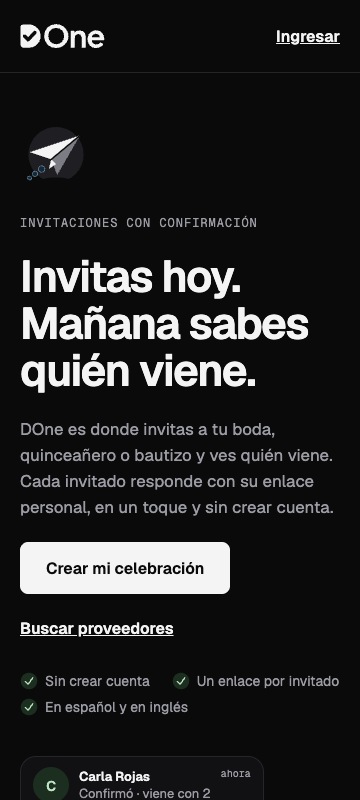 DOne
Ingresar
INVITACIONES CON CONFIRMACIÓN
Invitas hoy.
Mañana sabes
quién viene.
DOne es donde invitas a tu boda,
quinceañero o bautizo y ves quién viene.
Cada invitado responde con su enlace
personal, en un toque y sin crear cuenta.
Crear mi celebración
Buscar proveedores
Sin crear cuenta
Un enlace por invitado
En español y en inglés
C
Carla Rojas
ahora
Confirmó · viene con 2